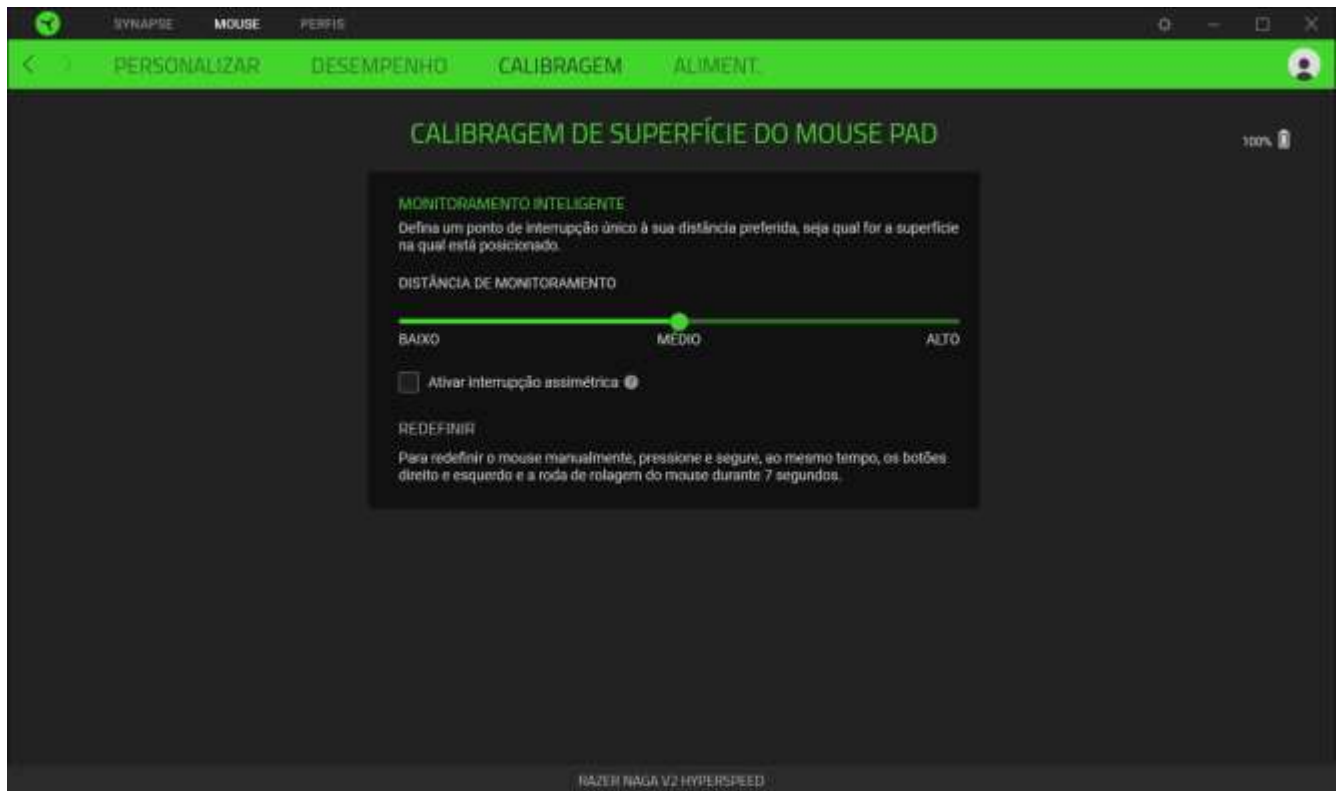 SYNAPSE MOUSE PERFIS
PERSONALIZAR DESEMPENHO CALIBRAGEM ALIMENT.
CALIBRAGEM DE SUPERFÍCIE DO MOUSE PAD
100%
MONITORAMENTO INTELIGENTE
Defina um ponto de interrupção único à sua distância preferida, seja qual for a superfície
na qual está posicionado.
DISTÂNCIA DE MONITORAMENTO
BAIXO MÉDIO ALTO
Ativar interrupção assimétrica ?
REDEFINIR
Para redefinir o mouse manualmente, pressione e segure, ao mesmo tempo, os botões
direito e esquerdo e a roda de rolagem do mouse durante 7 segundos.
RAZER NAGA V2 HYPERSPEED